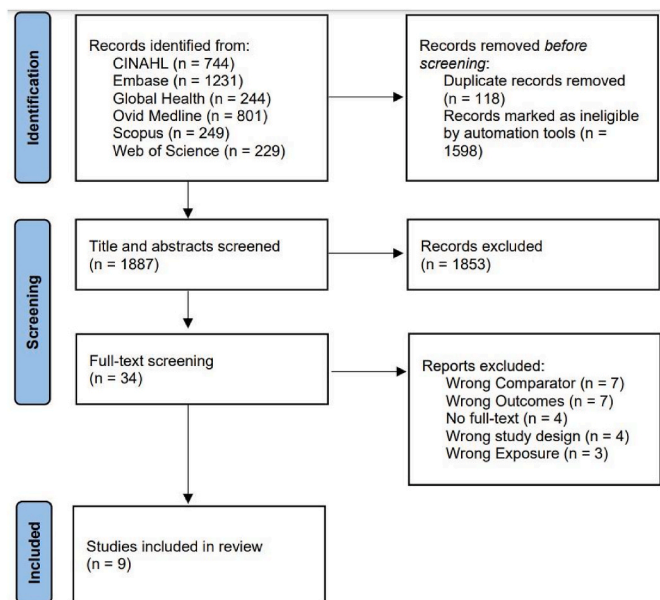 Identification
Records identified from:
CINAHL (n = 744)
Embase (n = 1231)
Global Health (n = 244)
Ovid Medline (n = 801)
Scopus (n = 249)
Web of Science (n = 229)
Records removed before
screening:
Duplicate records removed
(n = 118)
Records marked as ineligible
by automation tools (n =
1598)
Screening
Title and abstracts screened
(n = 1887)
Records excluded
(n = 1853)
Full-text screening
(n = 34)
Reports excluded:
Wrong Comparator (n = 7)
Wrong Outcomes (n = 7)
No full-text (n = 4)
Wrong study design (n = 4)
Wrong Exposure (n = 3)
Included
Studies included in review
(n = 9)